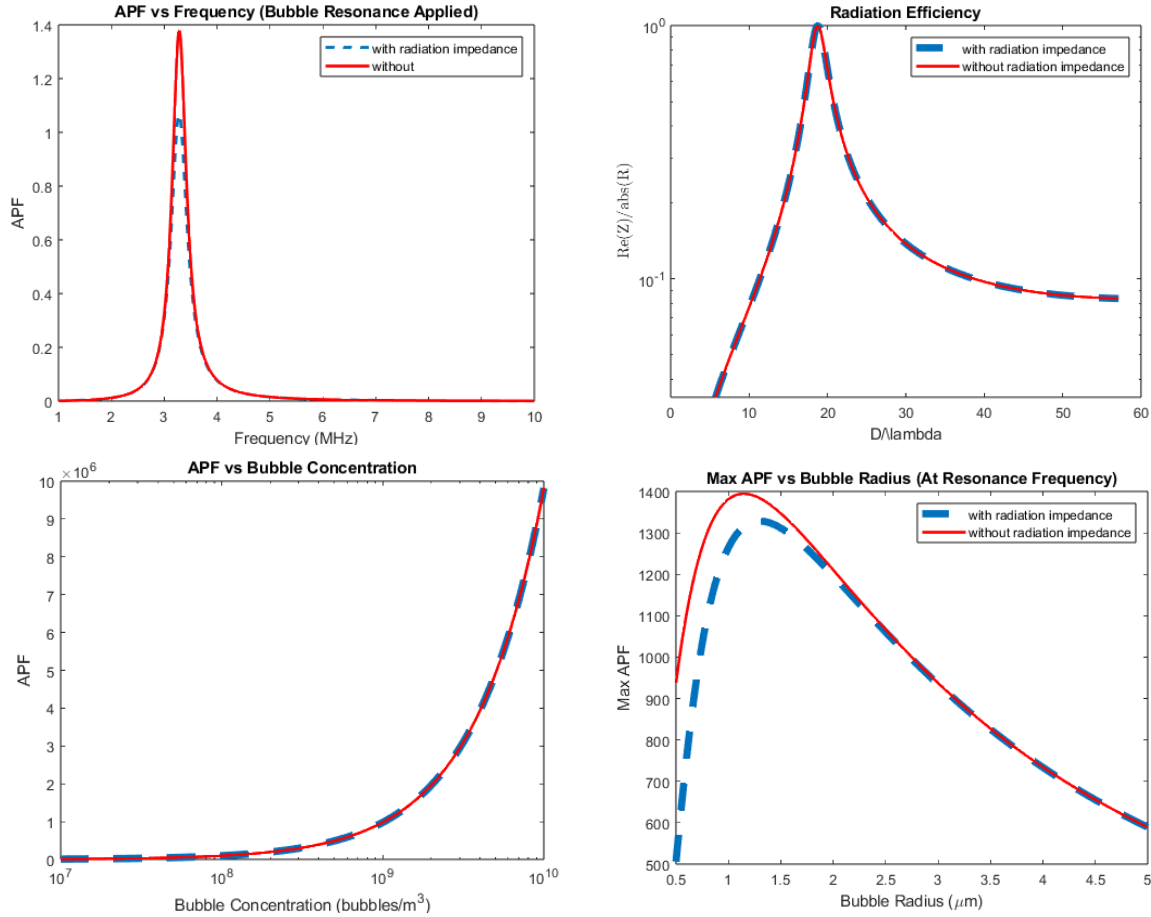 APF vs Frequency (Bubble Resonance Applied)
with radiation impedance
without
1.4
1.2
1
0.8
0.6
0.4
0.2
0
APF
1 2 3 4 5 6 7 8 9 10
Frequency (MHz)
Radiation Efficiency
with radiation impedance
without radiation impedance
10^0
10^-1
Re(Z)/abs(R)
0 10 20 30 40 50 60
D/\lambda
APF vs Bubble Concentration
×10^6
10
9
8
7
6
5
4
3
2
1
0
APF
10^7 10^8 10^9 10^10
Bubble Concentration (bubbles/m^3)
Max APF vs Bubble Radius (At Resonance Frequency)
with radiation impedance
without radiation impedance
1400
1300
1200
1100
1000
900
800
700
600
500
Max APF
0.5 1 1.5 2 2.5 3 3.5 4 4.5 5
Bubble Radius (μm)